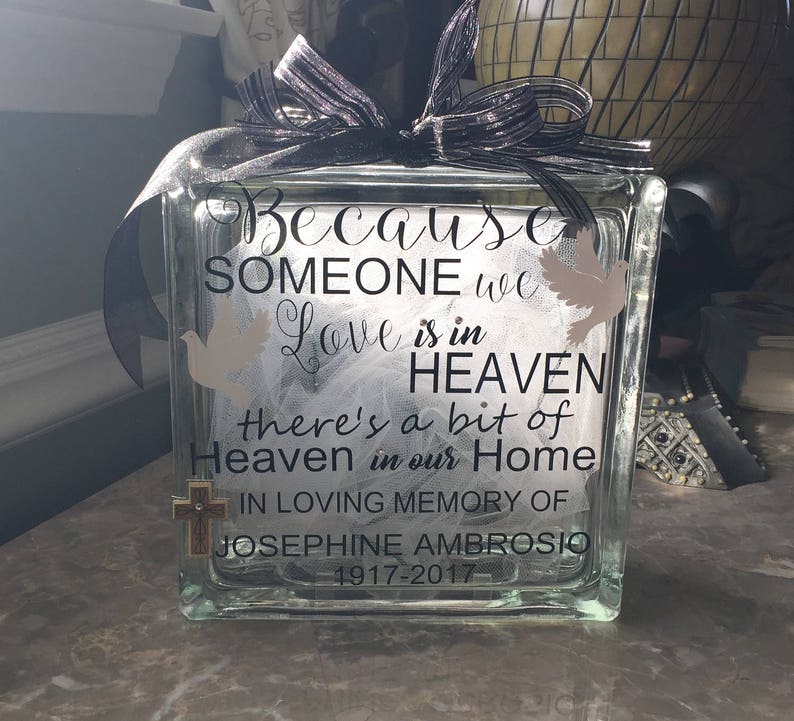 Because
SOMEONE we
Love is in
HEAVEN
there's a bit of
Heaven in our Home
IN LOVING MEMORY OF
JOSEPHINE AMBROSIO
1917-2017